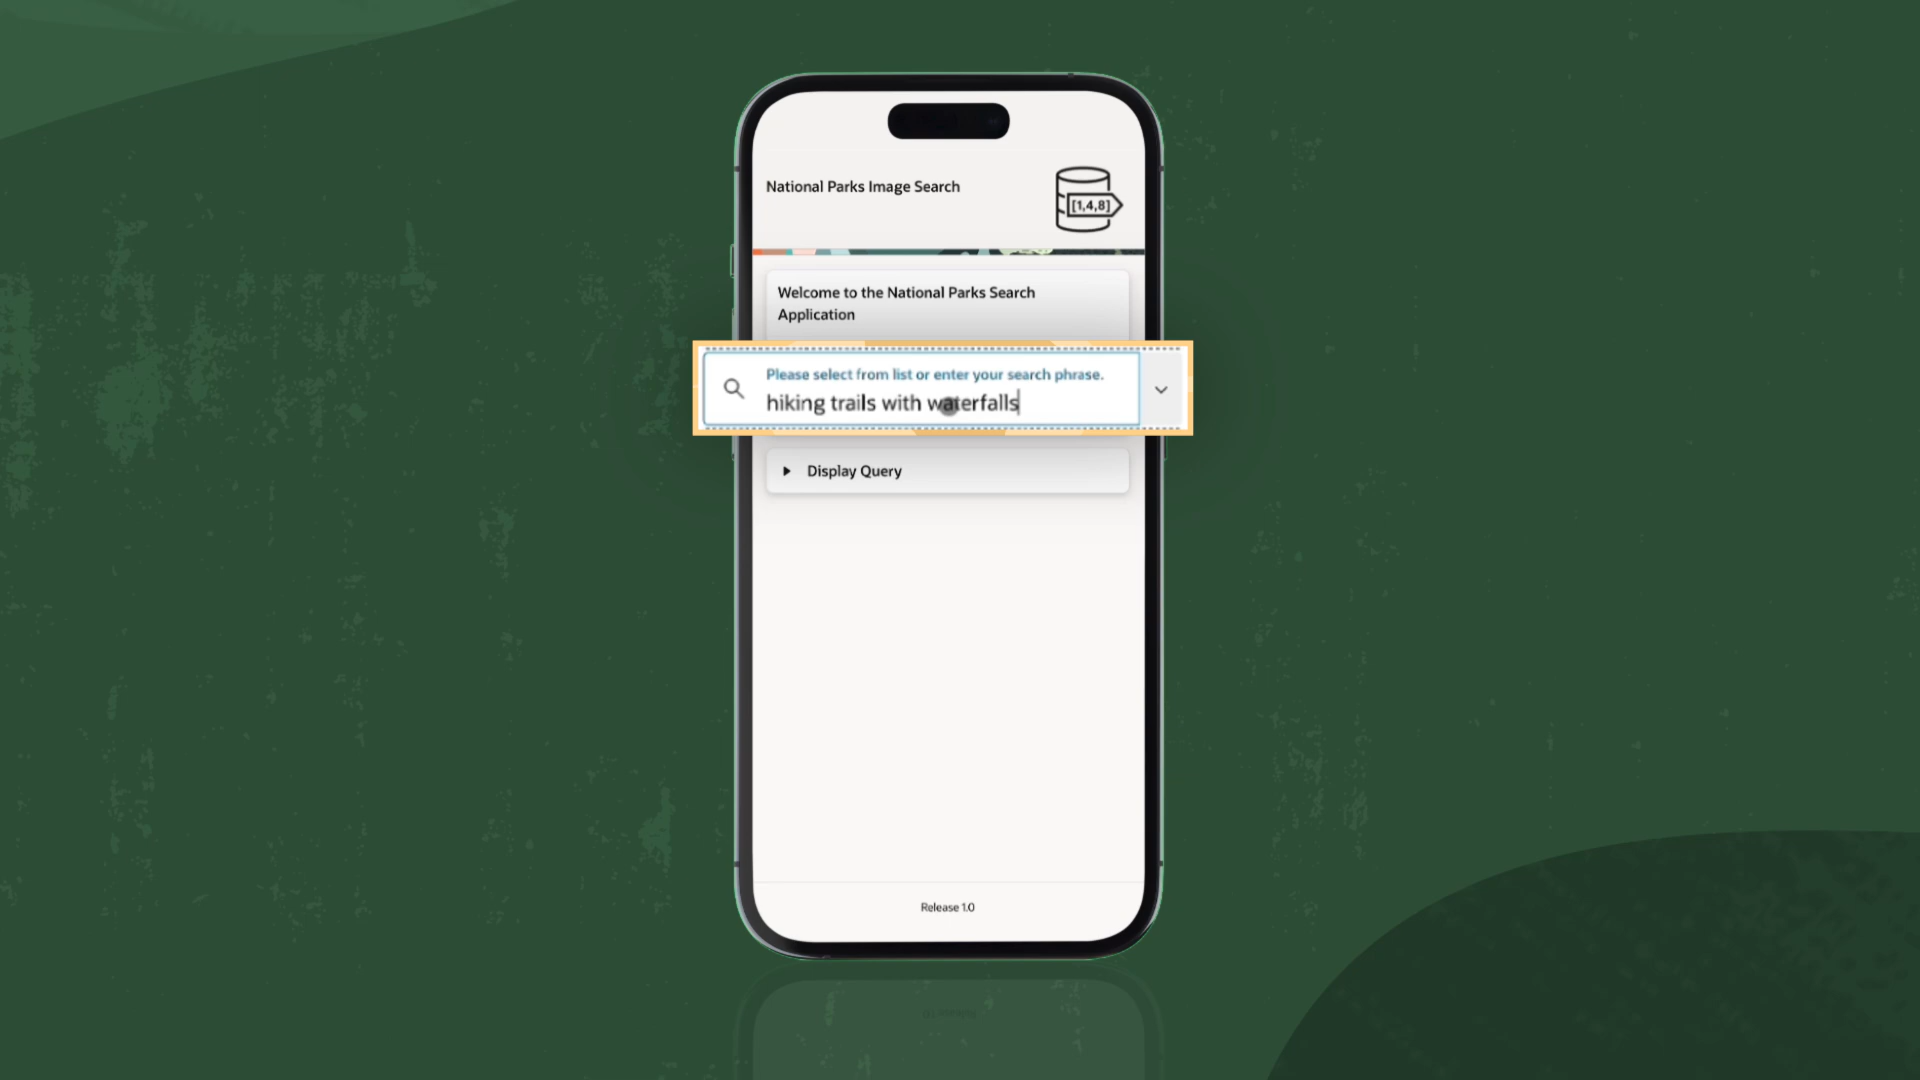 National Parks Image Search
[1,4,8]
Welcome to the National Parks Search
Application
Please select from list or enter your search phrase.
hiking trails with waterfalls
Display Query
Release 1.0